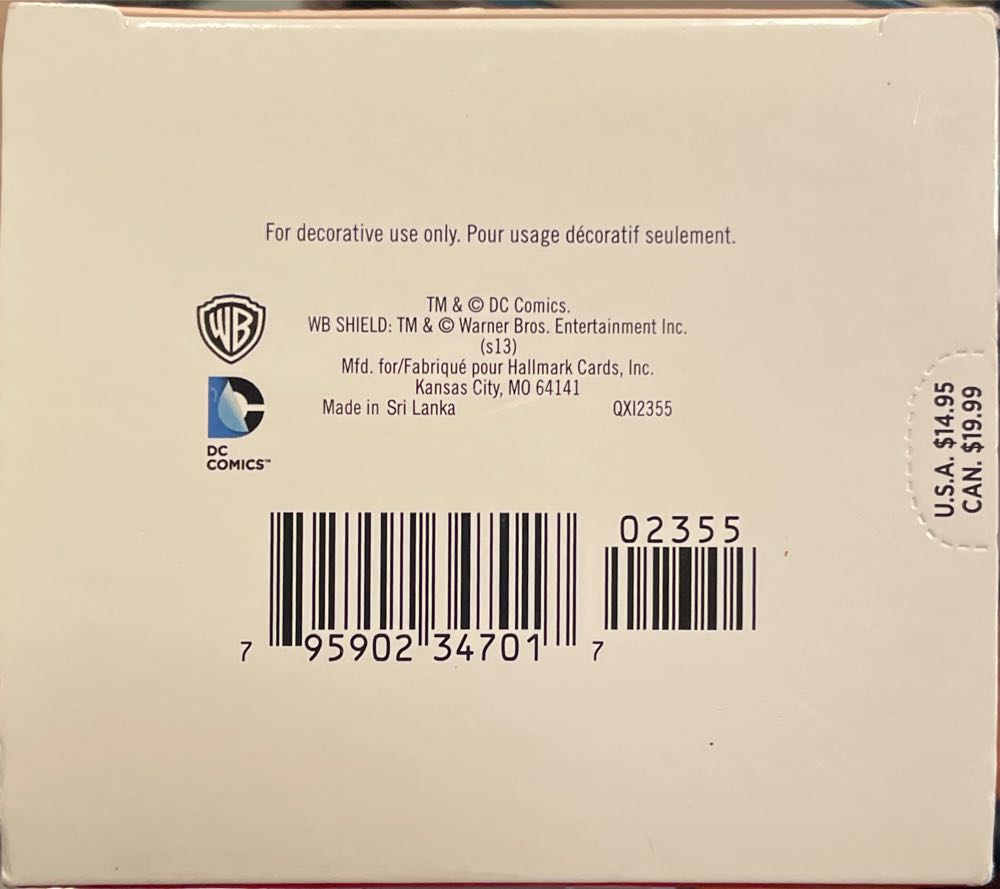 For decorative use only. Pour usage décoratif seulement.
WB
TM & © DC Comics.
WB SHIELD: TM & © Warner Bros. Entertainment Inc.
(s13)
Mfd. for/Fabriqué pour Hallmark Cards, Inc.
Kansas City, MO 64141
Made in Sri Lanka QXI2355
DC
DC
COMICS™
U.S.A. $14.95
CAN. $19.99
02355
7 95902 34701 7